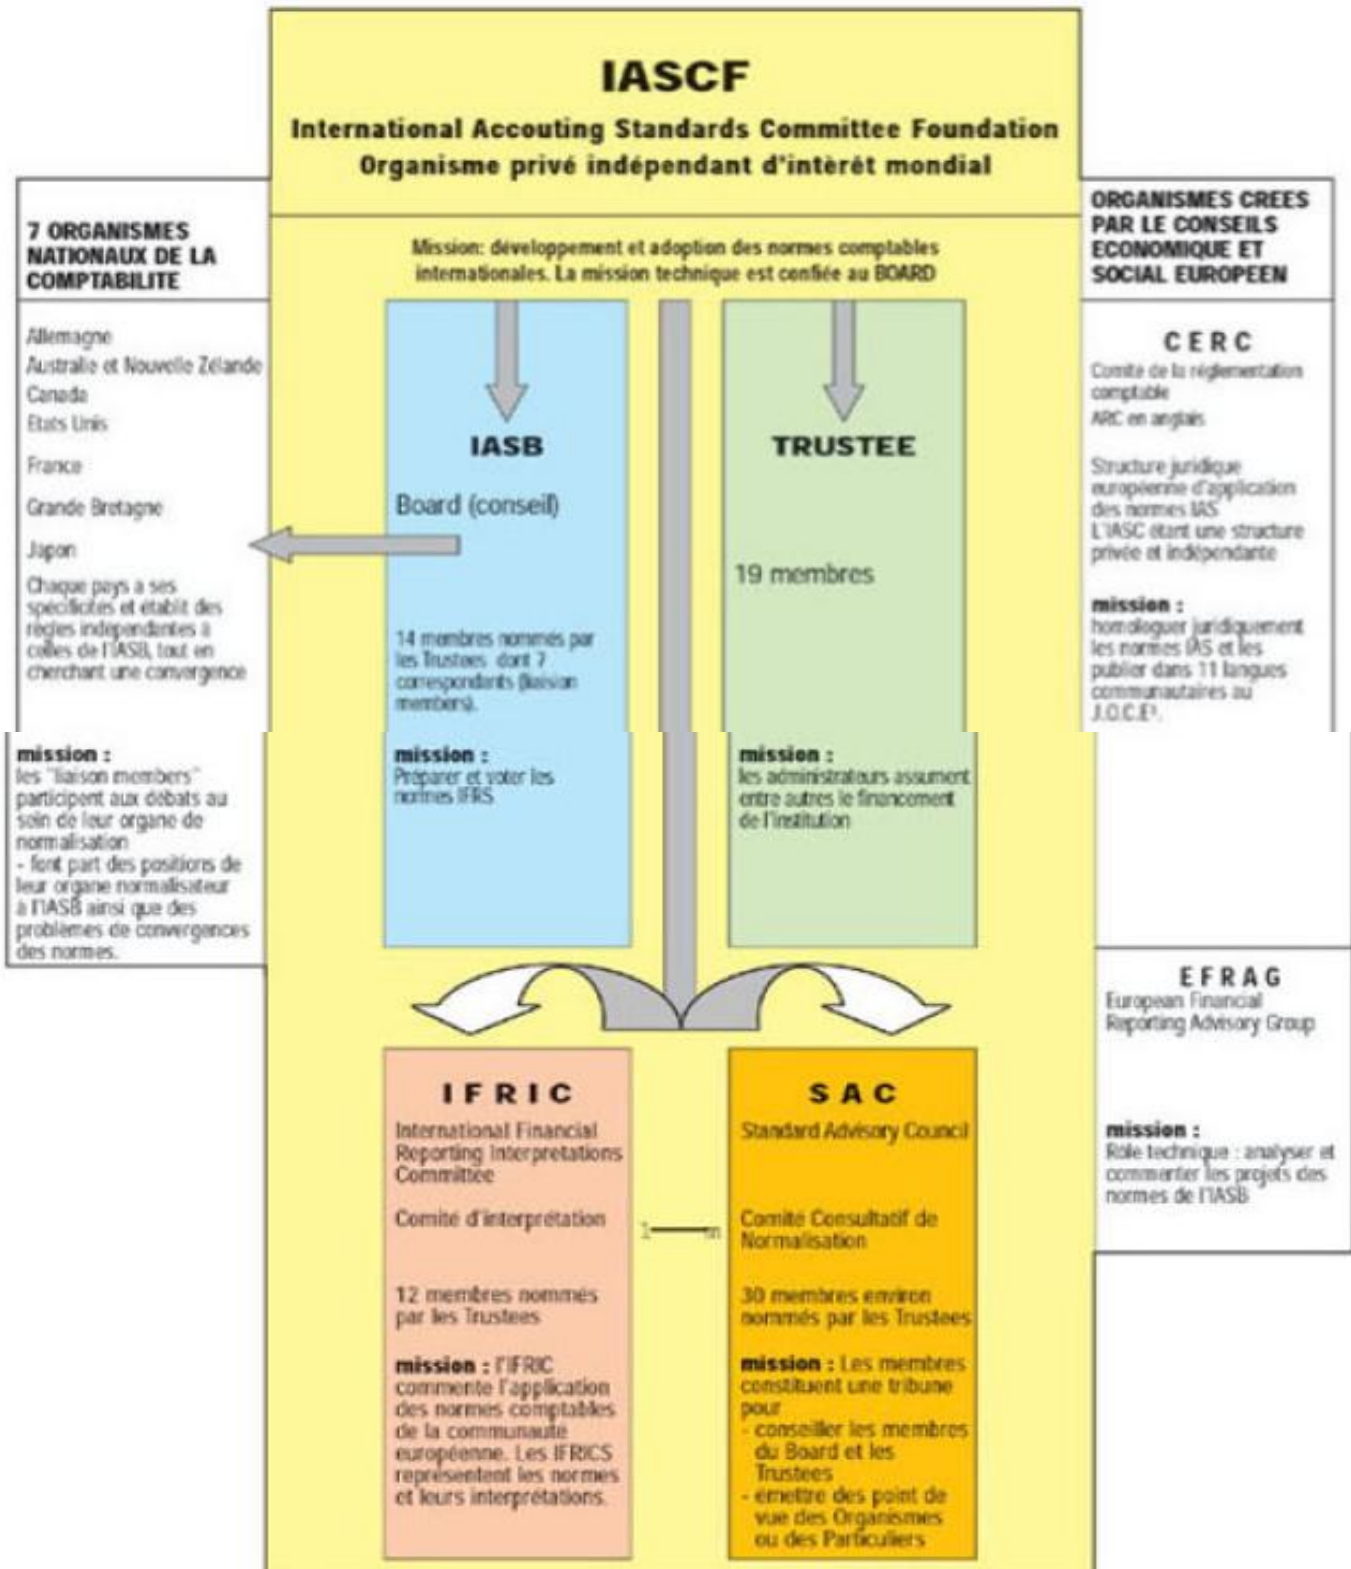 IASCF
International Accouting Standards Committee Foundation
Organisme privé indépendant d'intèrêt mondial
7 ORGANISMES
NATIONAUX DE LA
COMPTABILITE
Allemagne
Australie et Nouvelle Zélande
Canada
Etats Unis
France
Grande Bretagne
Japon
Chaque pays a ses
spécificités et établit des
règles indépendantes à
celles de l'IASB, tout en
cherchant une convergence
mission :
les "liaison members"
participent aux débats au
sein de leur organe de
normalisation
- font part des positions de
leur organe normalisateur
à l'IASB ainsi que des
problèmes de convergences
des normes.
Mission: développement et adoption des normes comptables
internationales. La mission technique est confiée au BOARD
IASB
Board (conseil)
14 membres nommés par
les Trustees dont 7
correspondants (liaision
members).
mission :
Préparer et voter les
normes IFRS
TRUSTEE
19 membres
mission :
les administrateurs assument
entre autres le financement
de l'institution
ORGANISMES CREES
PAR LE CONSEILS
ECONOMIQUE ET
SOCIAL EUROPEEN
CERC
Comité de la réglementation
comptable
ARC en anglais
Structure juridique
européenne d'application
des normes IAS
L'IASC étant une structure
privée et indépendante
mission :
homologuer juridiquement
les normes IAS et les
publier dans 11 langues
communautaires au
J.O.C.E¹.
EFRAG
European Financial
Reporting Advisory Group
mission :
Rôle technique : analyser et
commenter les projets des
normes de l'IASB
IFRIC
International Financial
Reporting Interpretations
Committee
Comité d'interprétation
12 membres nommés
par les Trustees
mission : l'IFRIC
commente l'application
des normes comptables
de la communauté
européenne. Les IFRICS
représentent les normes
et leurs interprétations.
SAC
Standard Advisory Council
Comité Consultatif de
Normalisation
30 membres environ
nommés par les Trustees
mission : Les membres
constituent une tribune
pour
- conseiller les membres
du Board et les
Trustees
- émettre des point de
vue des Organismes
ou des Particuliers